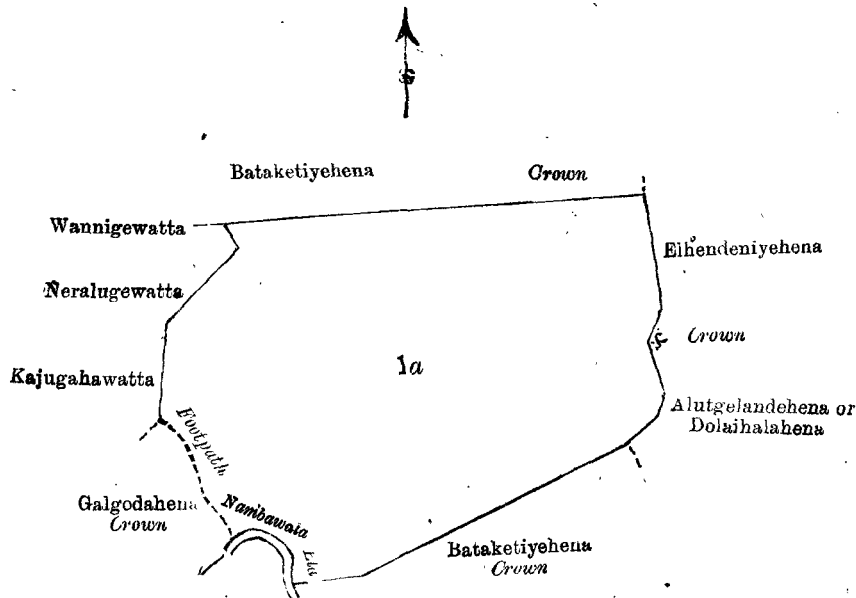 Bataketiyehena Crown
Wannigewatta
Elhendeniyehena
Neralugewatta
Crown
1a
Kajugahawatta
Alutgelandehena or
Dolaihalahena
Footpath
Galgodahena
Crown
Nambawala
Ela
Bataketiyehena
Crown